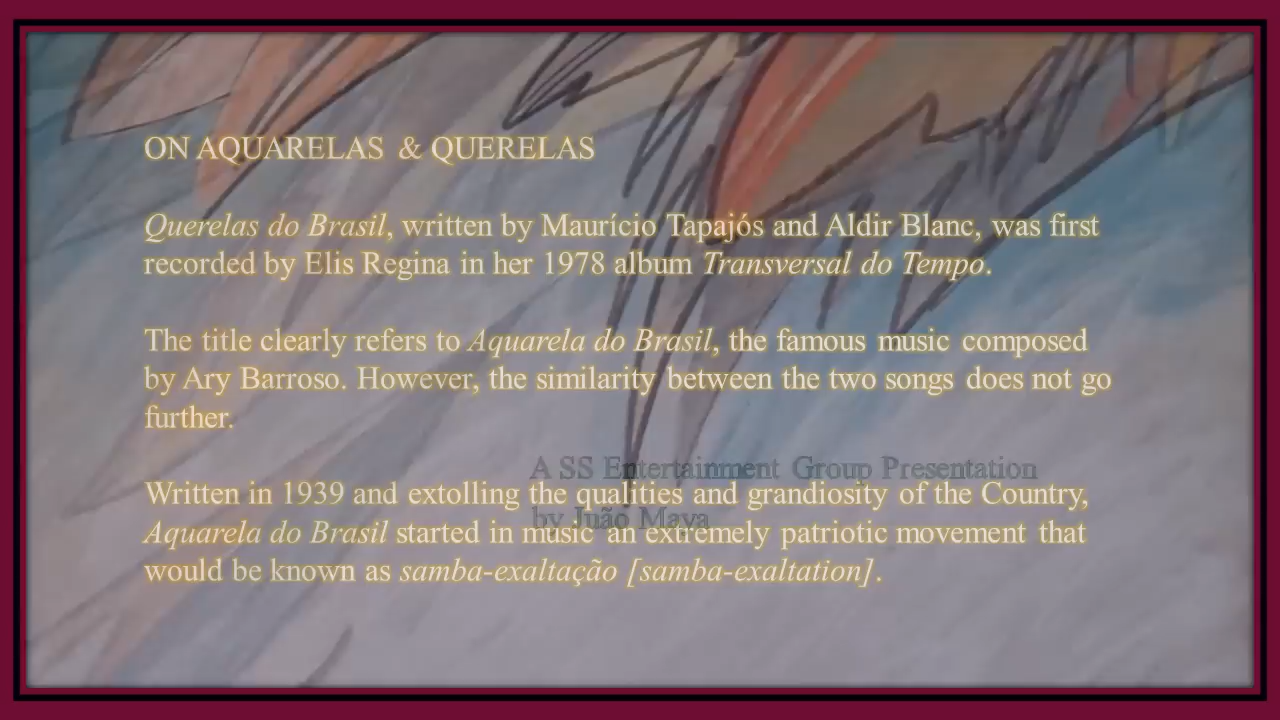 ON AQUARELAS & QUERELAS
Querelas do Brasil, written by Maurício Tapajós and Aldir Blanc, was first
recorded by Elis Regina in her 1978 album Transversal do Tempo.
The title clearly refers to Aquarela do Brasil, the famous music composed
by Ary Barroso. However, the similarity between the two songs does not go
further.
A SS Entertainment Group Presentation
Written in 1939 and extolling the qualities and grandiosity of the Country,
by Juão Maya
Aquarela do Brasil started in music an extremely patriotic movement that
would be known as samba-exaltação [samba-exaltation].